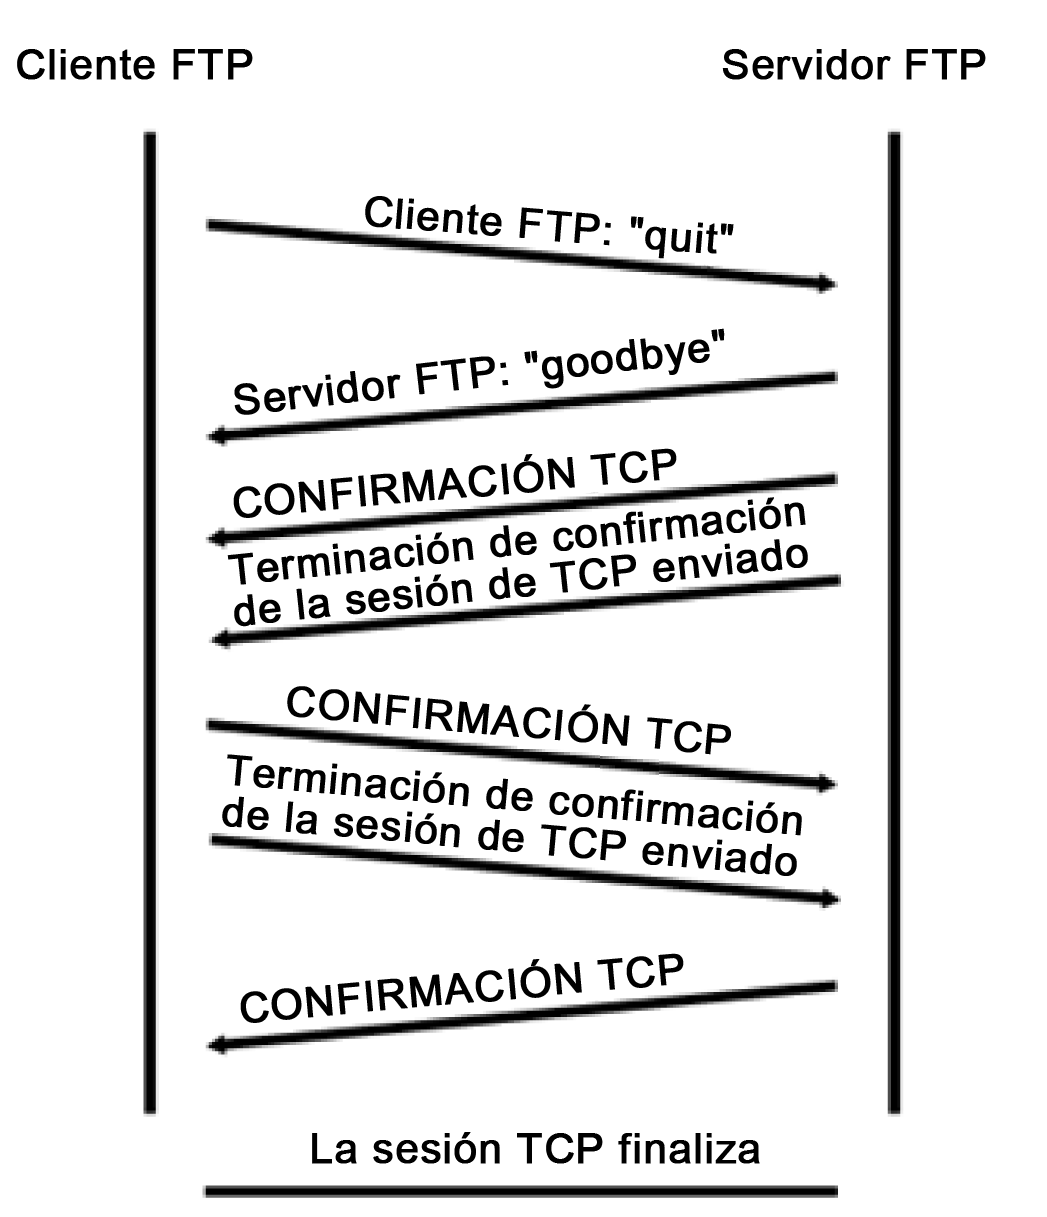 Cliente FTP
Servidor FTP
Cliente FTP: "quit"
Servidor FTP: "goodbye"
CONFIRMACIÓN TCP
Terminación de confirmación
de la sesión de TCP enviado
CONFIRMACIÓN TCP
Terminación de confirmación
de la sesión de TCP enviado
CONFIRMACIÓN TCP
La sesión TCP finaliza